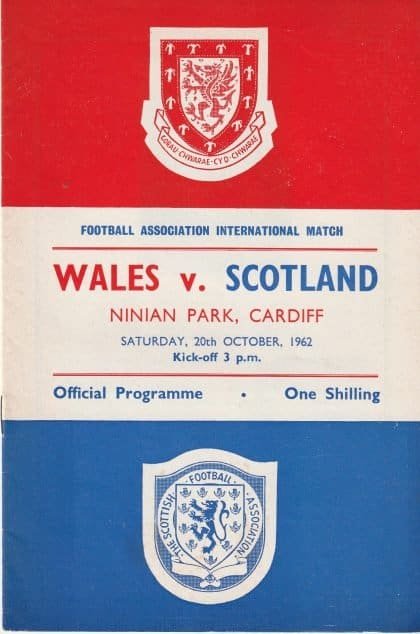 GORAU·CHWARAE·CYD·CHWARAE
FOOTBALL ASSOCIATION INTERNATIONAL MATCH
WALES v. SCOTLAND
NINIAN PARK, CARDIFF
SATURDAY, 20th OCTOBER, 1962
Kick-off 3 p.m.
Official Programme • One Shilling
THE SCOTTISH FOOTBALL ASSOCIATION